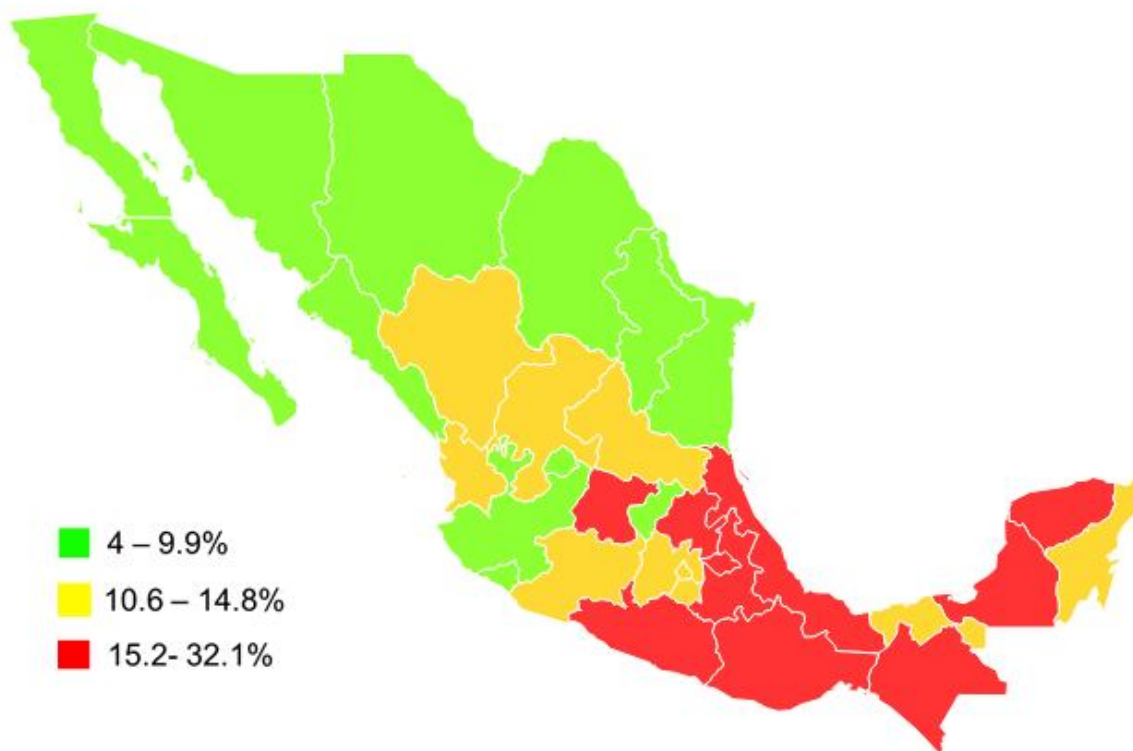 4 – 9.9%
10.6 – 14.8%
15.2- 32.1%